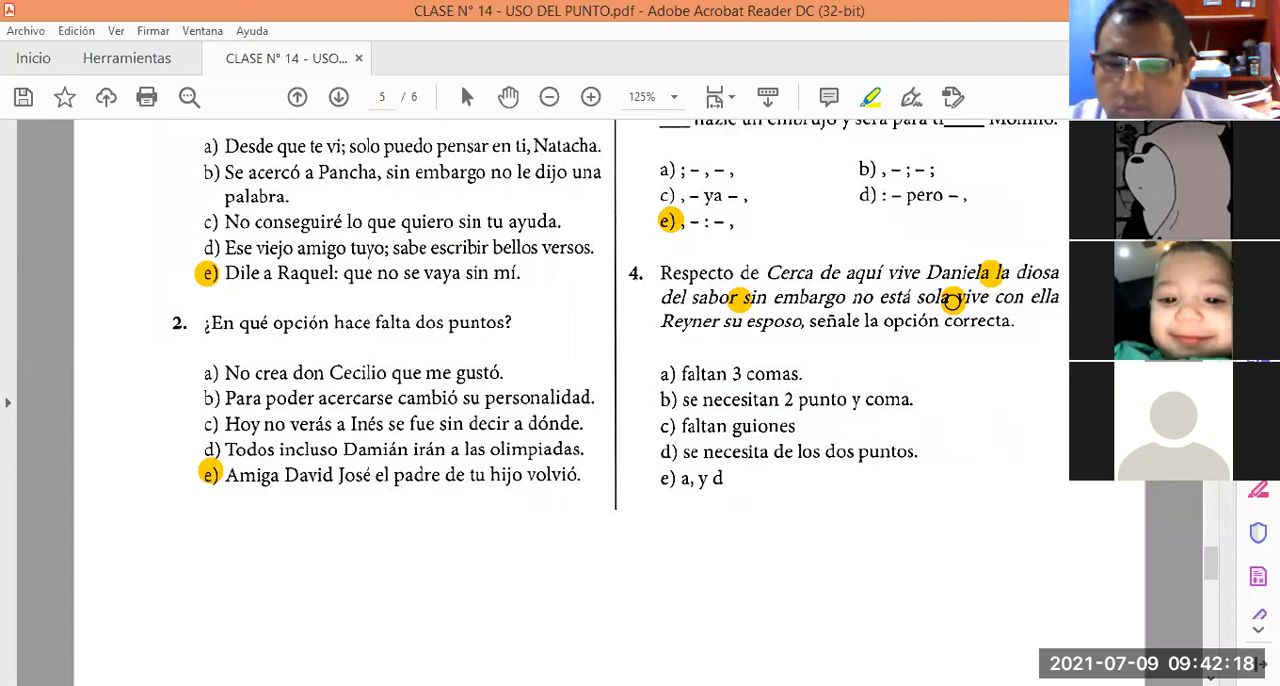 CLASE N° 14 - USO DEL PUNTO.pdf - Adobe Acrobat Reader DC (32-bit)
Archivo Edición Ver Firmar Ventana Ayuda
Inicio Herramientas CLASE N° 14 - USO... ×
5 / 6 125%
a) Desde que te vi; solo puedo pensar en ti, Natacha.
b) Se acercó a Pancha, sin embargo no le dijo una
palabra.
c) No conseguiré lo que quiero sin tu ayuda.
d) Ese viejo amigo tuyo; sabe escribir bellos versos.
e) Dile a Raquel: que no se vaya sin mí.
2. ¿En qué opción hace falta dos puntos?
a) No crea don Cecilio que me gustó.
b) Para poder acercarse cambió su personalidad.
c) Hoy no verás a Inés se fue sin decir a dónde.
d) Todos incluso Damián irán a las olimpiadas.
e) Amiga David José el padre de tu hijo volvió.
___ hazle un embrujo y será para ti____ Monino.
a) ; – , – , b) , – ; – ;
c) , – ya – , d) : – pero – ,
e) , – : – ,
4. Respecto de Cerca de aquí vive Daniela la diosa
del sabor sin embargo no está sola vive con ella
Reyner su esposo, señale la opción correcta.
a) faltan 3 comas.
b) se necesitan 2 punto y coma.
c) faltan guiones
d) se necesita de los dos puntos.
e) a, y d
2021-07-09 09:42:18